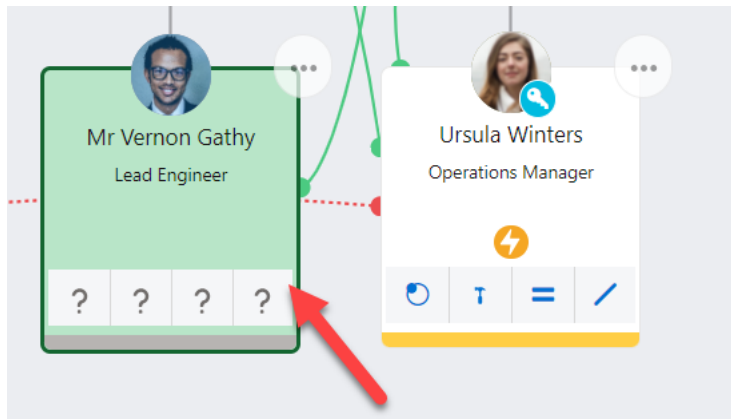 Mr Vernon Gathy
Lead Engineer
? ? ? ?
Ursula Winters
Operations Manager